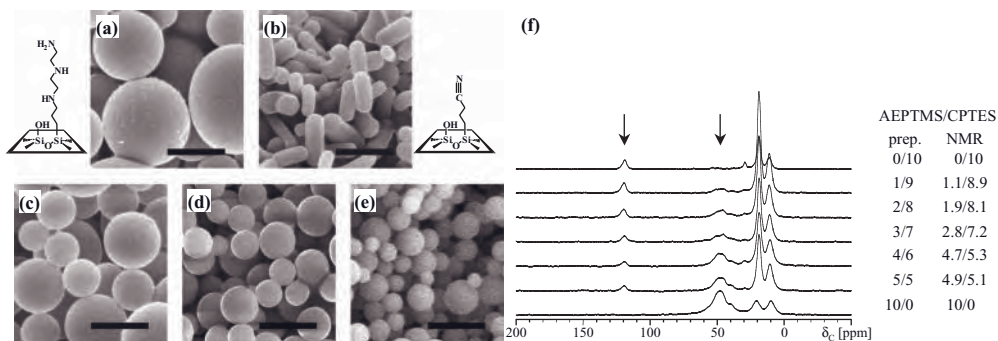 (a)
H₂N
NH
HN
OH
Si O Si
(b)
N
C
OH
Si O Si
(c)
(d)
(e)
(f)
AEPTMS/CPTES
prep. NMR
0/10 0/10
1/9 1.1/8.9
2/8 1.9/8.1
3/7 2.8/7.2
4/6 4.7/5.3
5/5 4.9/5.1
10/0 10/0
200 150 100 50 0
δC [ppm]